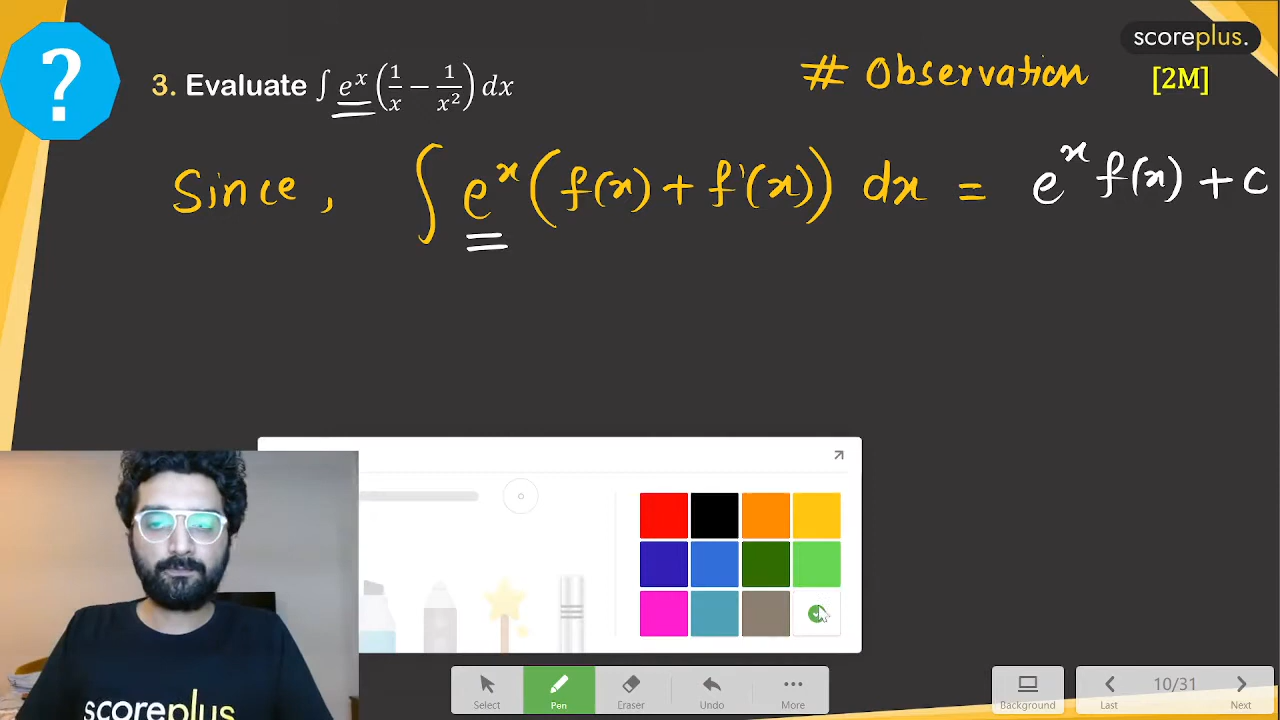 scoreplus.
?
3. Evaluate ∫ eˣ (1/x − 1/x²) dx
# Observation
[2M]
Since, ∫ eˣ (f(x) + f'(x)) dx = eˣ f(x) + c
scoreplus
Select
Pen
Eraser
Undo
More
Background
Last
10/31
Next